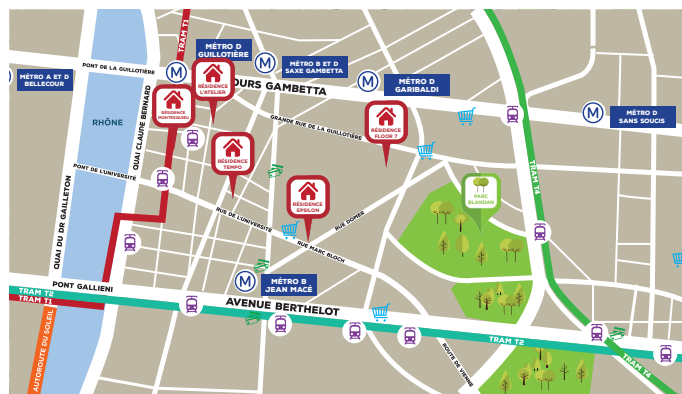 TRAM T1
MÉTRO D
GUILLOTIÈRE
MÉTRO B ET D
SAXE GAMBETTA
PONT DE LA GUILLOTIÈRE
MÉTRO A ET D
BELLECOUR
M
M
M
M
MÉTRO D
GARIBALDI
OURS GAMBETTA
RÉSIDENCE
L'ATELIER
RÉSIDENCE
MONTESQUIEU
MÉTRO D
SANS SOUCIS
RHÔNE
QUAI CLAUDE BERNARD
GRANDE RUE DE LA GUILLOTIÈRE
RÉSIDENCE
FLOOR 7
RÉSIDENCE
TEMPO
PONT DE L'UNIVERSITÉ
TRAM T4
PARC
BLANDAN
RÉSIDENCE
EPSILON
QUAI DU DR GAILLETON
RUE DE L'UNIVERSITÉ
RUE DOMER
RUE MARC BLOCH
PONT GALLIENI
M
MÉTRO B
JEAN MACÉ
TRAM T2
TRAM T1
AVENUE BERTHELOT
AUTOROUTE DU SOLEIL
TRAM T2
ROUTE DE VIENNE
TRAM T4